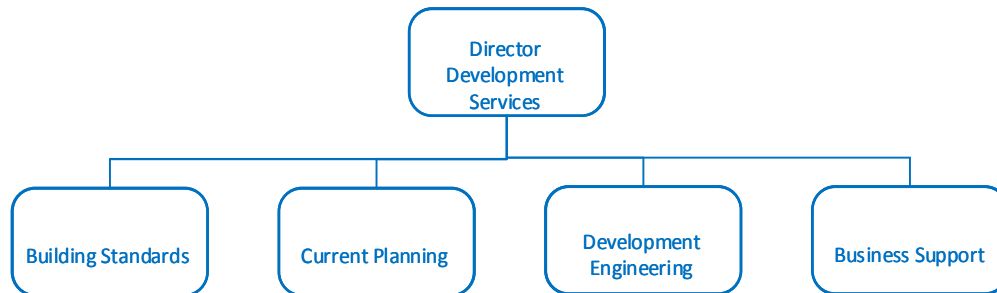 Director
Development
Services
Building Standards
Current Planning
Development
Engineering
Business Support